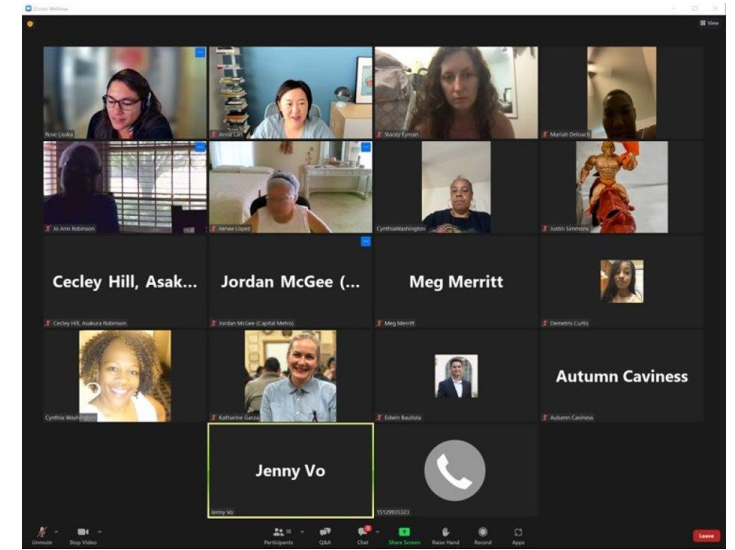 Zoom Webinar
View
Rose Lisska
Anna Lan
Stacey Eyman
Mariah Deloach
Jo Ann Robinson
Renee Lopez
CynthiaWashington
Justin Simmons
Cecley Hill, Asak...
Jordan McGee (...
Meg Merritt
Cecley Hill, Asakura Robinson
Jordan McGee (Capital Metro)
Meg Merritt
Demetris Curtis
Autumn Caviness
Cynthia Washington
Katharine Garza
Edwin Bautista
Autumn Caviness
Jenny Vo
Jenny Vo
15129935323
Unmute
Stop Video
Participants
Q&A
Chat
Share Screen
Raise Hand
Record
Apps
Leave